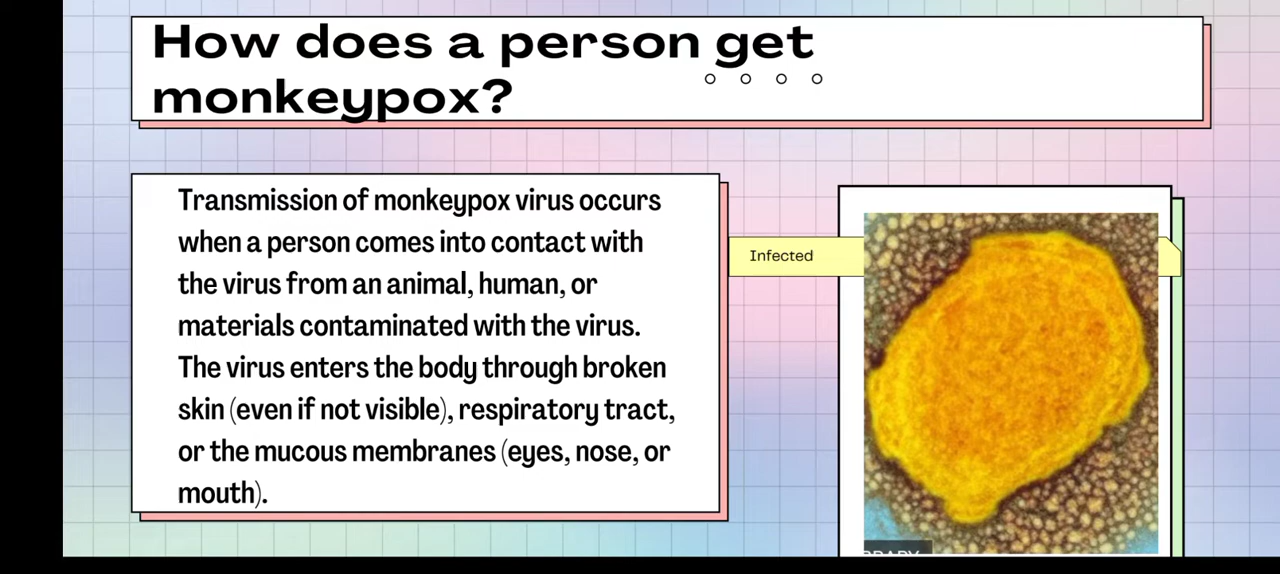 How does a person get
monkeypox?
Transmission of monkeypox virus occurs
when a person comes into contact with
the virus from an animal, human, or
materials contaminated with the virus.
The virus enters the body through broken
skin (even if not visible), respiratory tract,
or the mucous membranes (eyes, nose, or
mouth).
Infected